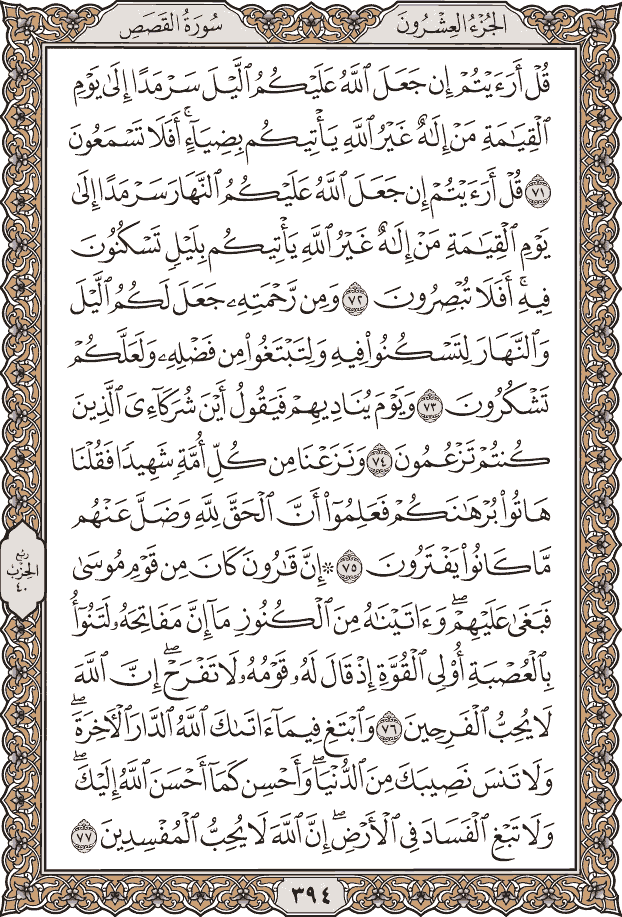 الجُزْءُ العِشْرُونَ
سُورَةُ القَصَصِ
قُلْ أَرَءَيْتُمْ إِن جَعَلَ ٱللَّهُ عَلَيْكُمُ ٱلَّيْلَ سَرْمَدًا إِلَىٰ يَوْمِ
ٱلْقِيَٰمَةِ مَنْ إِلَٰهٌ غَيْرُ ٱللَّهِ يَأْتِيكُم بِضِيَآءٍ ۚ أَفَلَا تَسْمَعُونَ
٧١ قُلْ أَرَءَيْتُمْ إِن جَعَلَ ٱللَّهُ عَلَيْكُمُ ٱلنَّهَارَ سَرْمَدًا إِلَىٰ
يَوْمِ ٱلْقِيَٰمَةِ مَنْ إِلَٰهٌ غَيْرُ ٱللَّهِ يَأْتِيكُم بِلَيْلٍ تَسْكُنُونَ
فِيهِ ۚ أَفَلَا تُبْصِرُونَ ٧٢ وَمِن رَّحْمَتِهِۦ جَعَلَ لَكُمُ ٱلَّيْلَ
وَٱلنَّهَارَ لِتَسْكُنُوا۟ فِيهِ وَلِتَبْتَغُوا۟ مِن فَضْلِهِۦ وَلَعَلَّكُمْ
تَشْكُرُونَ ٧٣ وَيَوْمَ يُنَادِيهِمْ فَيَقُولُ أَيْنَ شُرَكَآءِىَ ٱلَّذِينَ
كُنتُمْ تَزْعُمُونَ ٧٤ وَنَزَعْنَا مِن كُلِّ أُمَّةٍ شَهِيدًا فَقُلْنَا
هَاتُوا۟ بُرْهَٰنَكُمْ فَعَلِمُوٓا۟ أَنَّ ٱلْحَقَّ لِلَّهِ وَضَلَّ عَنْهُم
مَّا كَانُوا۟ يَفْتَرُونَ ٧٥ ۞ إِنَّ قَٰرُونَ كَانَ مِن قَوْمِ مُوسَىٰ
فَبَغَىٰ عَلَيْهِمْ ۖ وَءَاتَيْنَٰهُ مِنَ ٱلْكُنُوزِ مَآ إِنَّ مَفَاتِحَهُۥ لَتَنُوٓأُ
بِٱلْعُصْبَةِ أُو۟لِى ٱلْقُوَّةِ إِذْ قَالَ لَهُۥ قَوْمُهُۥ لَا تَفْرَحْ ۖ إِنَّ ٱللَّهَ
لَا يُحِبُّ ٱلْفَرِحِينَ ٧٦ وَٱبْتَغِ فِيمَآ ءَاتَىٰكَ ٱللَّهُ ٱلدَّارَ ٱلْءَاخِرَةَ ۖ
وَلَا تَنسَ نَصِيبَكَ مِنَ ٱلدُّنْيَا ۖ وَأَحْسِن كَمَآ أَحْسَنَ ٱللَّهُ إِلَيْكَ ۖ
وَلَا تَبْغِ ٱلْفَسَادَ فِى ٱلْأَرْضِ ۖ إِنَّ ٱللَّهَ لَا يُحِبُّ ٱلْمُفْسِدِينَ ٧٧
ربع
الحزب
٤٠
٣٩٤